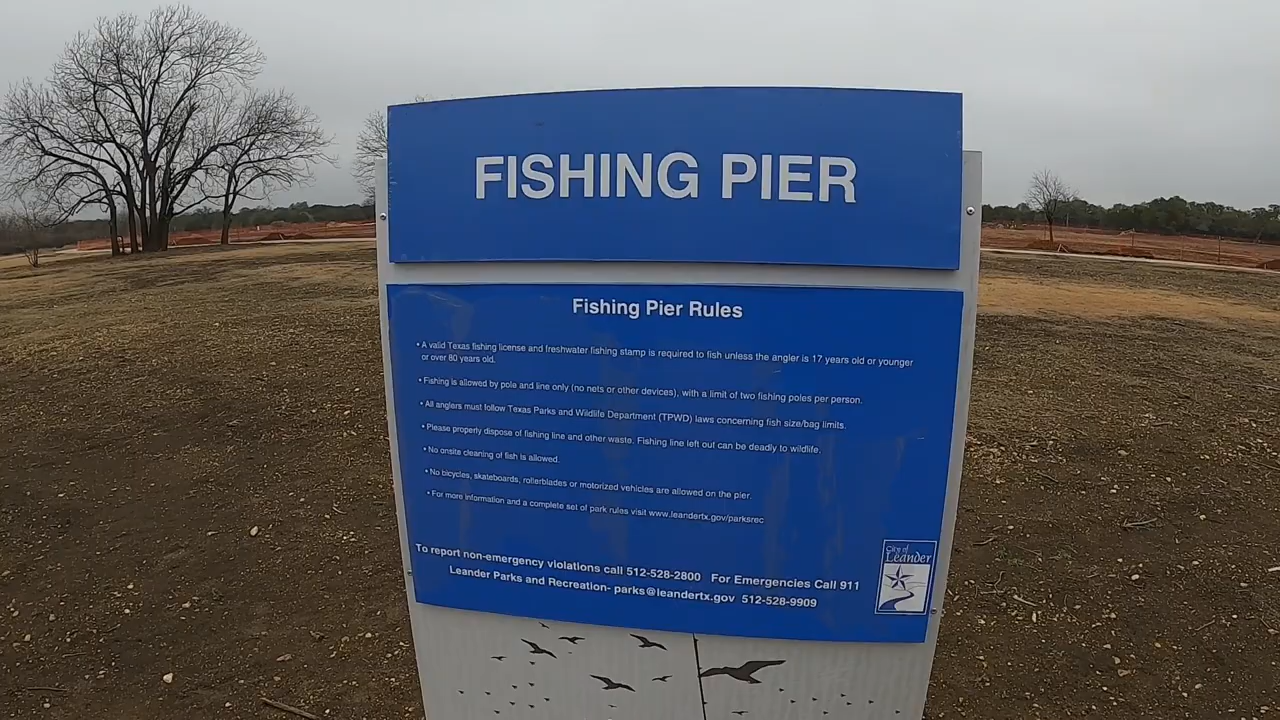 FISHING PIER
Fishing Pier Rules
• A valid Texas fishing license and freshwater fishing stamp is required to fish unless the angler is 17 years old or younger
or over 80 years old.
• Fishing is allowed by pole and line only (no nets or other devices), with a limit of two fishing poles per person.
• All anglers must follow Texas Parks and Wildlife Department (TPWD) laws concerning fish size/bag limits.
• Please properly dispose of fishing line and other waste. Fishing line left out can be deadly to wildlife.
• No onsite cleaning of fish is allowed.
• No bicycles, skateboards, rollerblades or motorized vehicles are allowed on the pier.
• For more information and a complete set of park rules visit www.leandertx.gov/parksrec
To report non-emergency violations call 512-528-2800 For Emergencies Call 911
Leander Parks and Recreation- parks@leandertx.gov 512-528-9909
City of
Leander